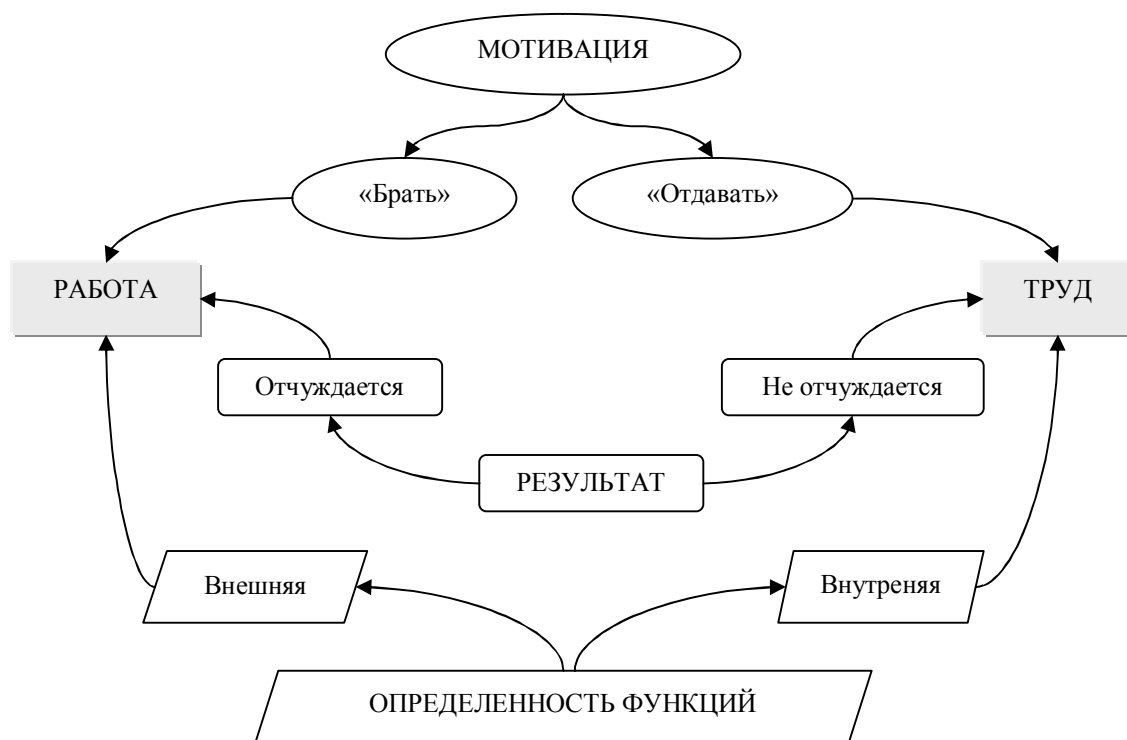 МОТИВАЦИЯ
«Брать»
«Отдавать»
РАБОТА
ТРУД
Отчуждается
Не отчуждается
РЕЗУЛЬТАТ
Внешняя
Внутреняя
ОПРЕДЕЛЕННОСТЬ ФУНКЦИЙ